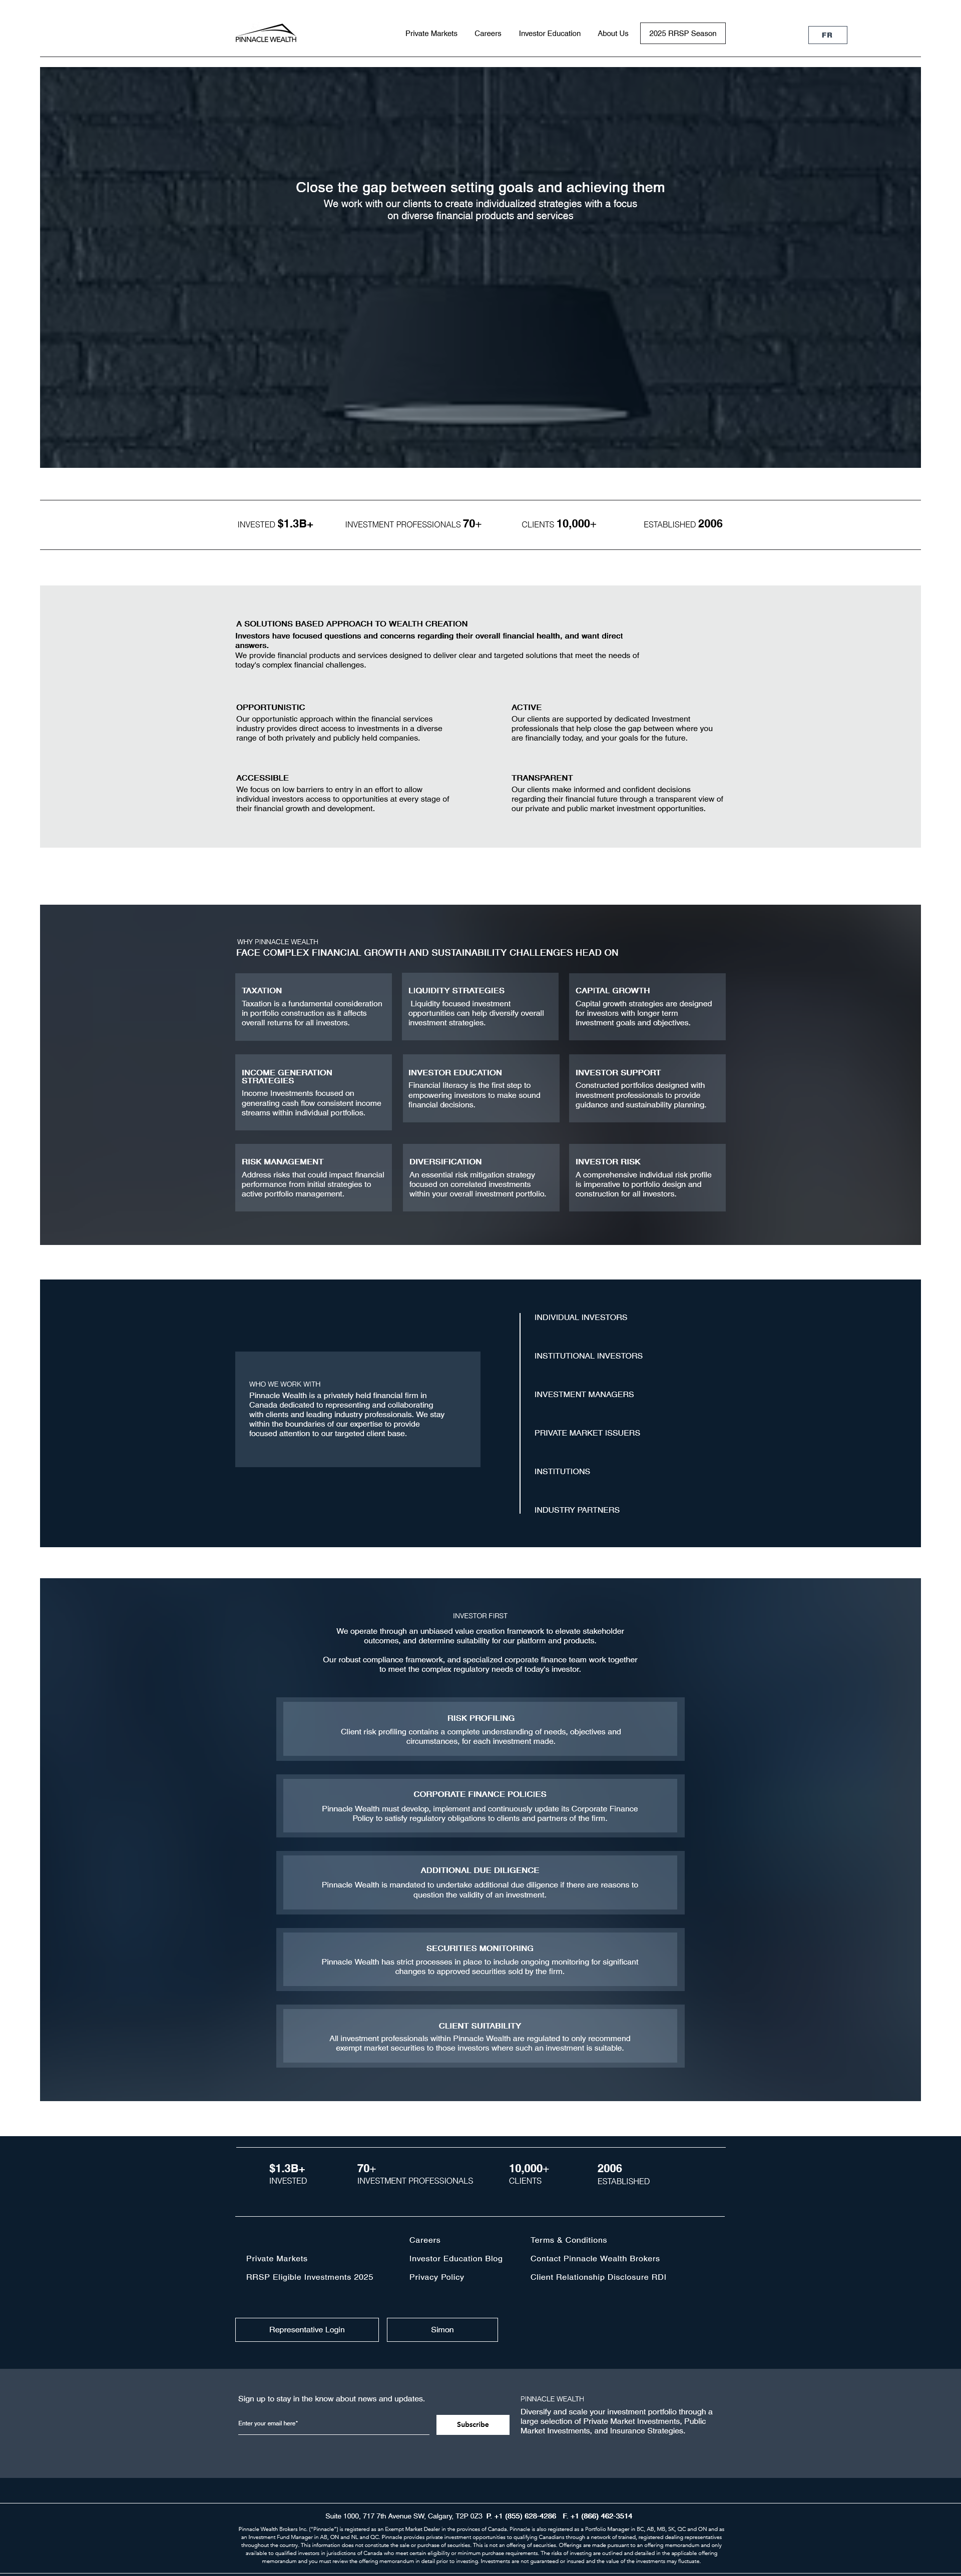 PINNACLE WEALTH
Private Markets
Careers
Investor Education
About Us
2025 RRSP Season
FR
Close the gap between setting goals and achieving them
We work with our clients to create individualized strategies with a focus
on diverse financial products and services
INVESTED $1.3B+
INVESTMENT PROFESSIONALS 70+
CLIENTS 10,000+
ESTABLISHED 2006
A SOLUTIONS BASED APPROACH TO WEALTH CREATION
Investors have focused questions and concerns regarding their overall financial health, and want direct
answers.
We provide financial products and services designed to deliver clear and targeted solutions that meet the needs of
today's complex financial challenges.
OPPORTUNISTIC
Our opportunistic approach within the financial services
industry provides direct access to investments in a diverse
range of both privately and publicly held companies.
ACTIVE
Our clients are supported by dedicated Investment
professionals that help close the gap between where you
are financially today, and your goals for the future.
ACCESSIBLE
We focus on low barriers to entry in an effort to allow
individual investors access to opportunities at every stage of
their financial growth and development.
TRANSPARENT
Our clients make informed and confident decisions
regarding their financial future through a transparent view of
our private and public market investment opportunities.
WHY PINNACLE WEALTH
FACE COMPLEX FINANCIAL GROWTH AND SUSTAINABILITY CHALLENGES HEAD ON
TAXATION
Taxation is a fundamental consideration
in portfolio construction as it affects
overall returns for all investors.
LIQUIDITY STRATEGIES
Liquidity focused investment
opportunities can help diversify overall
investment strategies.
CAPITAL GROWTH
Capital growth strategies are designed
for investors with longer term
investment goals and objectives.
INCOME GENERATION
STRATEGIES
Income Investments focused on
generating cash flow consistent income
streams within individual portfolios.
INVESTOR EDUCATION
Financial literacy is the first step to
empowering investors to make sound
financial decisions.
INVESTOR SUPPORT
Constructed portfolios designed with
investment professionals to provide
guidance and sustainability planning.
RISK MANAGEMENT
Address risks that could impact financial
performance from initial strategies to
active portfolio management.
DIVERSIFICATION
An essential risk mitigation strategy
focused on correlated investments
within your overall investment portfolio.
INVESTOR RISK
A comprehensive individual risk profile
is imperative to portfolio design and
construction for all investors.
WHO WE WORK WITH
Pinnacle Wealth is a privately held financial firm in
Canada dedicated to representing and collaborating
with clients and leading industry professionals. We stay
within the boundaries of our expertise to provide
focused attention to our targeted client base.
INDIVIDUAL INVESTORS
INSTITUTIONAL INVESTORS
INVESTMENT MANAGERS
PRIVATE MARKET ISSUERS
INSTITUTIONS
INDUSTRY PARTNERS
INVESTOR FIRST
We operate through an unbiased value creation framework to elevate stakeholder
outcomes, and determine suitability for our platform and products.
Our robust compliance framework, and specialized corporate finance team work together
to meet the complex regulatory needs of today's investor.
RISK PROFILING
Client risk profiling contains a complete understanding of needs, objectives and
circumstances, for each investment made.
CORPORATE FINANCE POLICIES
Pinnacle Wealth must develop, implement and continuously update its Corporate Finance
Policy to satisfy regulatory obligations to clients and partners of the firm.
ADDITIONAL DUE DILIGENCE
Pinnacle Wealth is mandated to undertake additional due diligence if there are reasons to
question the validity of an investment.
SECURITIES MONITORING
Pinnacle Wealth has strict processes in place to include ongoing monitoring for significant
changes to approved securities sold by the firm.
CLIENT SUITABILITY
All investment professionals within Pinnacle Wealth are regulated to only recommend
exempt market securities to those investors where such an investment is suitable.
$1.3B+
INVESTED
70+
INVESTMENT PROFESSIONALS
10,000+
CLIENTS
2006
ESTABLISHED
Private Markets
RRSP Eligible Investments 2025
Careers
Investor Education Blog
Privacy Policy
Terms & Conditions
Contact Pinnacle Wealth Brokers
Client Relationship Disclosure RDI
Representative Login
Simon
Sign up to stay in the know about news and updates.
Enter your email here*
Subscribe
PINNACLE WEALTH
Diversify and scale your investment portfolio through a
large selection of Private Market Investments, Public
Market Investments, and Insurance Strategies.
Suite 1000, 717 7th Avenue SW, Calgary, T2P 0Z3 P. +1 (855) 628-4286 F. +1 (866) 462-3514
Pinnacle Wealth Brokers Inc. ("Pinnacle") is registered as an Exempt Market Dealer in the provinces of Canada. Pinnacle is also registered as a Portfolio Manager in BC, AB, MB, SK, QC and ON and as
an Investment Fund Manager in AB, ON and NL and QC. Pinnacle provides private investment opportunities to qualifying Canadians through a network of trained, registered dealing representatives
throughout the country. This information does not constitute the sale or purchase of securities. This is not an offering of securities. Offerings are made pursuant to an offering memorandum and only
available to qualified investors in jurisdictions of Canada who meet certain eligibility or minimum purchase requirements. The risks of investing are outlined and detailed in the applicable offering
memorandum and you must review the offering memorandum in detail prior to investing. Investments are not guaranteed or insured and the value of the investments may fluctuate.